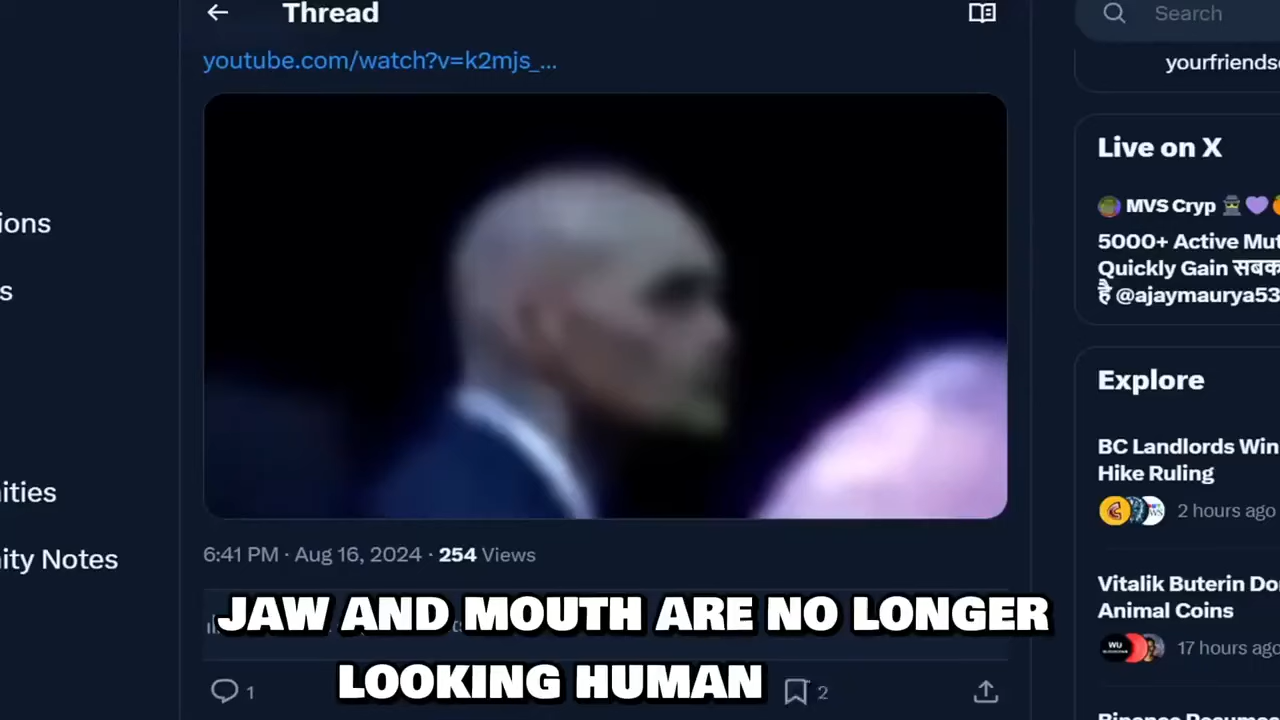 Thread
Search
youtube.com/watch?v=k2mjs_...
yourfriends
Live on X
MVS Cryp
5000+ Active Mut
Quickly Gain सबक
है @ajaymaurya53
ions
s
Explore
BC Landlords Win
Hike Ruling
2 hours ago
ities
ity Notes
6:41 PM · Aug 16, 2024 · 254 Views
Vitalik Buterin Do
Animal Coins
WU
17 hours ago
JAW AND MOUTH ARE NO LONGER
LOOKING HUMAN
1
2